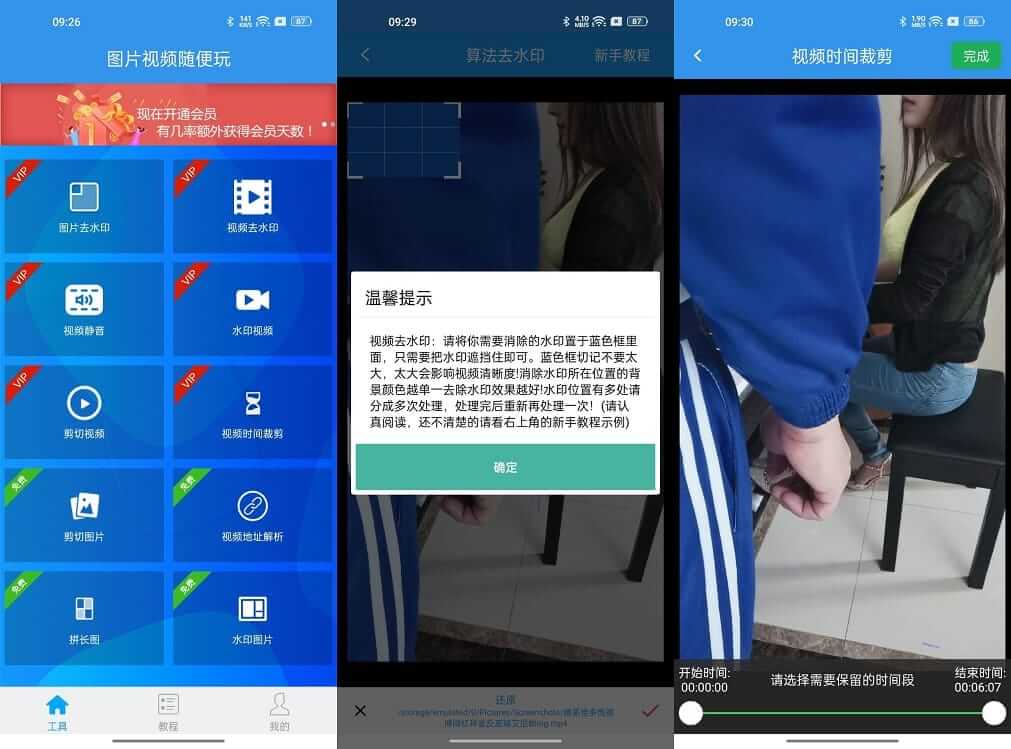 09:26
141
KB/S
87
图片视频随便玩
现在开通会员
有几率额外获得会员天数！
VIP
图片去水印
VIP
视频去水印
VIP
视频静音
VIP
水印视频
VIP
剪切视频
VIP
视频时间裁剪
免费
剪切图片
免费
视频地址解析
免费
拼长图
免费
水印图片
工具
教程
我的
09:29
4.10
MB/S
87
算法去水印
新手教程
温馨提示
视频去水印：请将你需要消除的水印置于蓝色框里
面，只需要把水印遮挡住即可。蓝色框切记不要太
大，太大会影响视频清晰度!消除水印所在位置的背
景颜色越单一去除水印效果越好!水印位置有多处请
分成多次处理，处理完后重新再处理一次！(请认
真阅读，还不清楚的请看右上角的新手教程示例)
确定
还原
/storage/emulated/0/Pictures/Screenshots/
09:30
1.90
MB/S
86
视频时间裁剪
完成
开始时间:
00:00:00
请选择需要保留的时间段
结束时间:
00:06:07